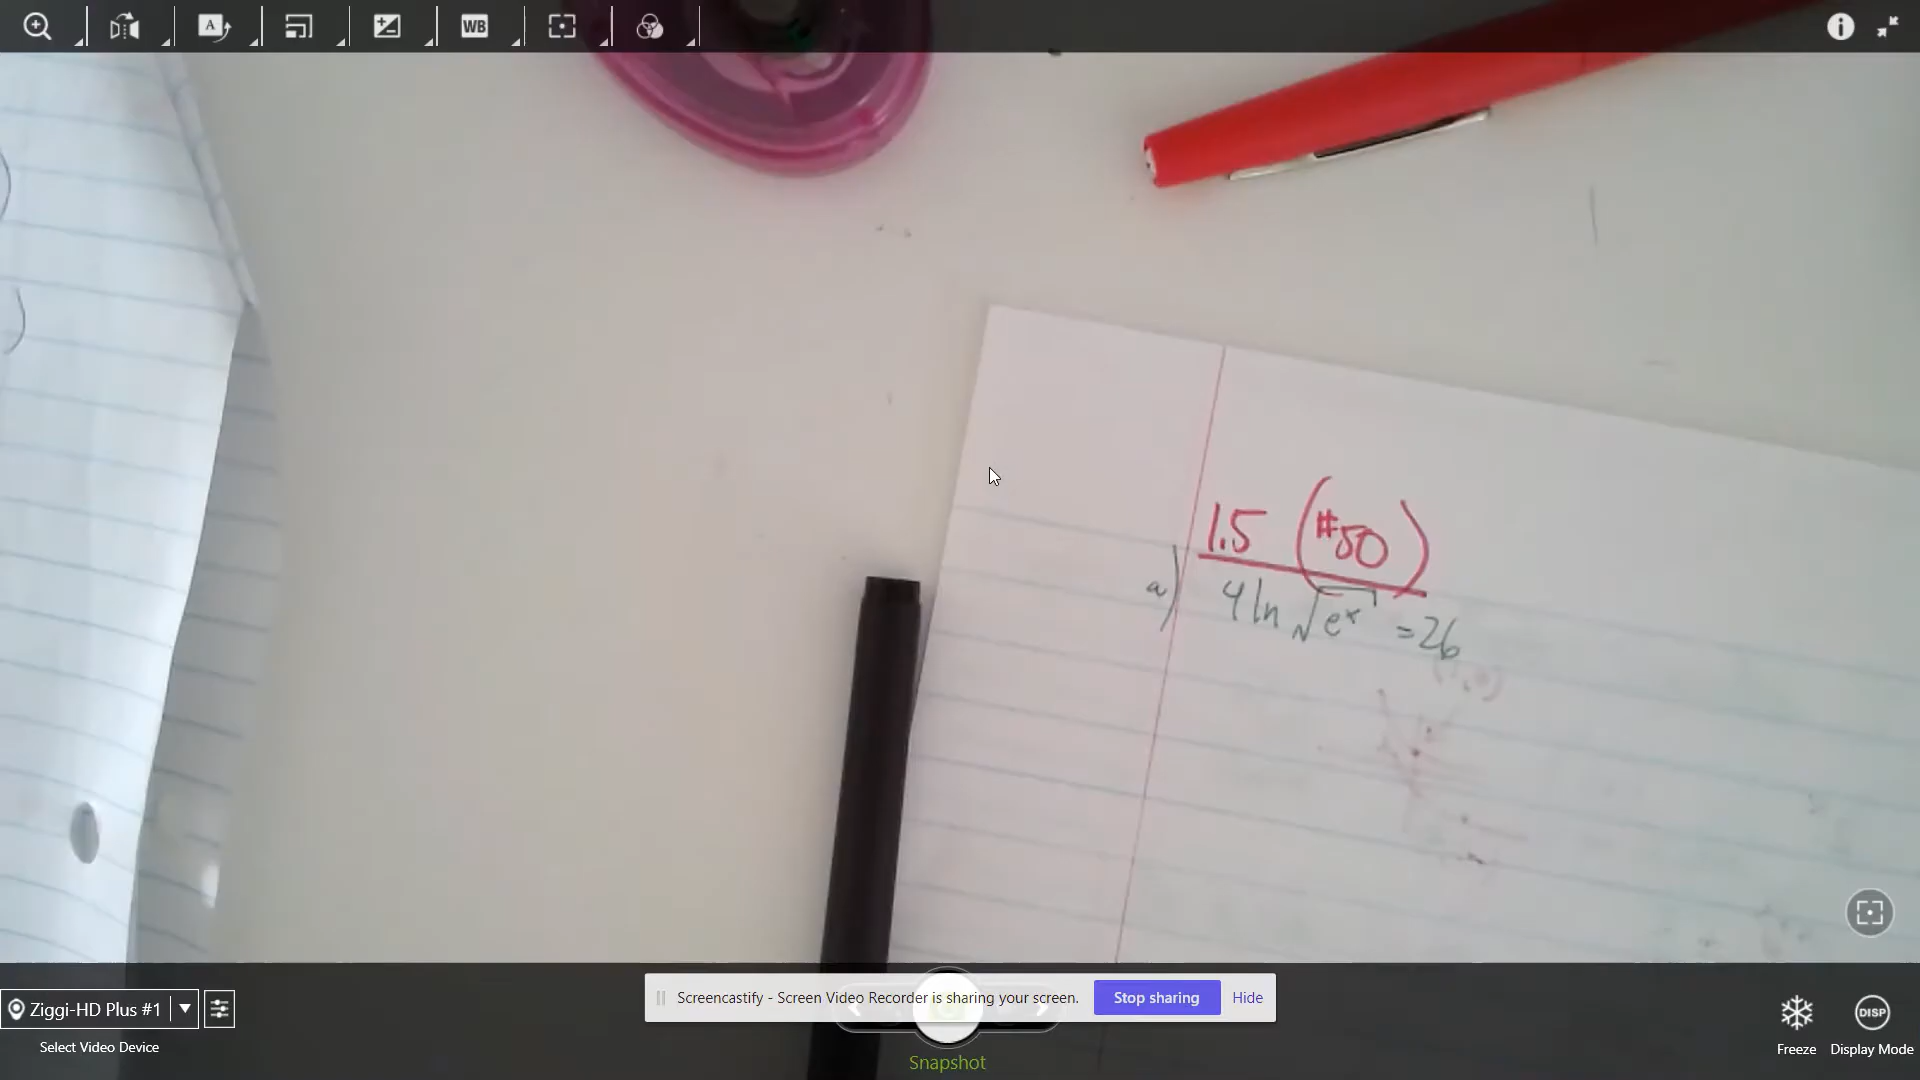 A
WB
1.5 (#50)
a) 4 ln √e^x = 26
Ziggi-HD Plus #1
Select Video Device
Screencastify - Screen Video Recorder is sharing your screen.
Stop sharing
Hide
Snapshot
Freeze
DISP
Display Mode